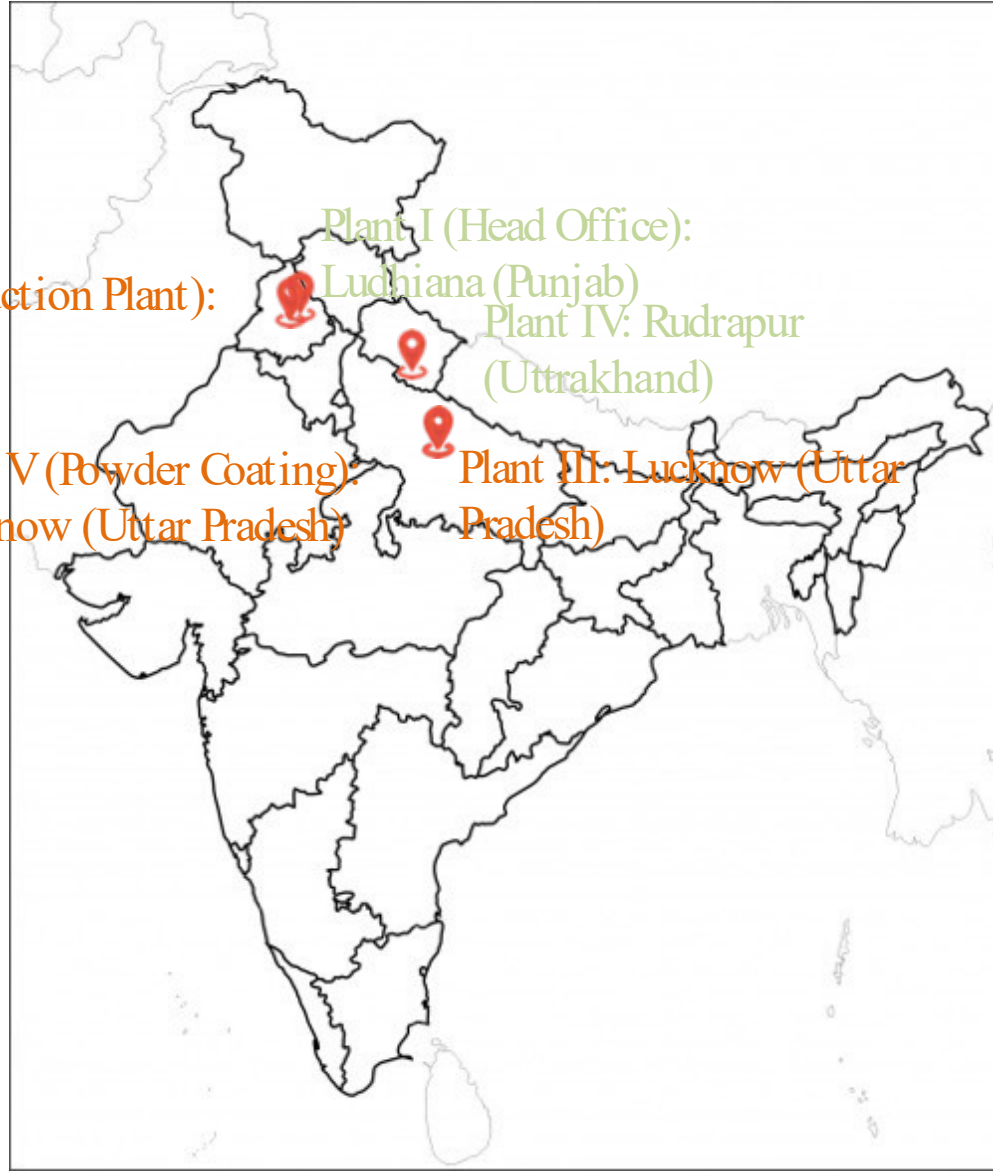 Plant I (Head Office):
Ludhiana (Punjab)
ction Plant):
Plant IV: Rudrapur
(Uttrakhand)
V (Powder Coating):
now (Uttar Pradesh)
Plant III: Lucknow (Uttar
Pradesh)